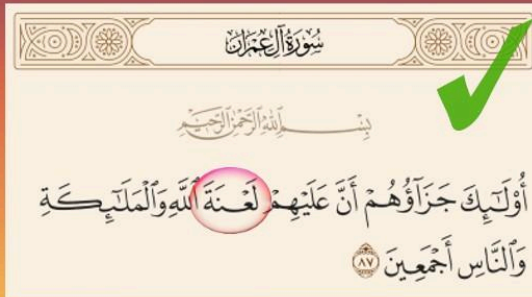 سُورَةُ آلِ عِمْرَانَ
بِسْمِ ٱللَّهِ ٱلرَّحْمَٰنِ ٱلرَّحِيمِ
أُو۟لَـٰٓئِكَ جَزَآؤُهُمْ أَنَّ عَلَيْهِمْ لَعْنَةَ ٱللَّهِ وَٱلْمَلَـٰٓئِكَةِ
وَٱلنَّاسِ أَجْمَعِينَ ٨٧